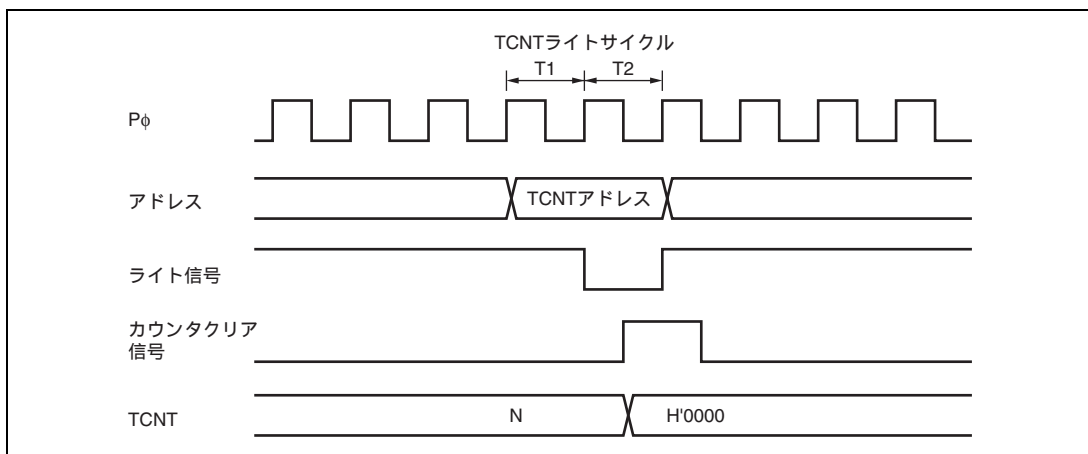 TCNTライトサイクル
T1 T2
Pφ
アドレス TCNTアドレス
ライト信号
カウンタクリア
信号
TCNT N H'0000